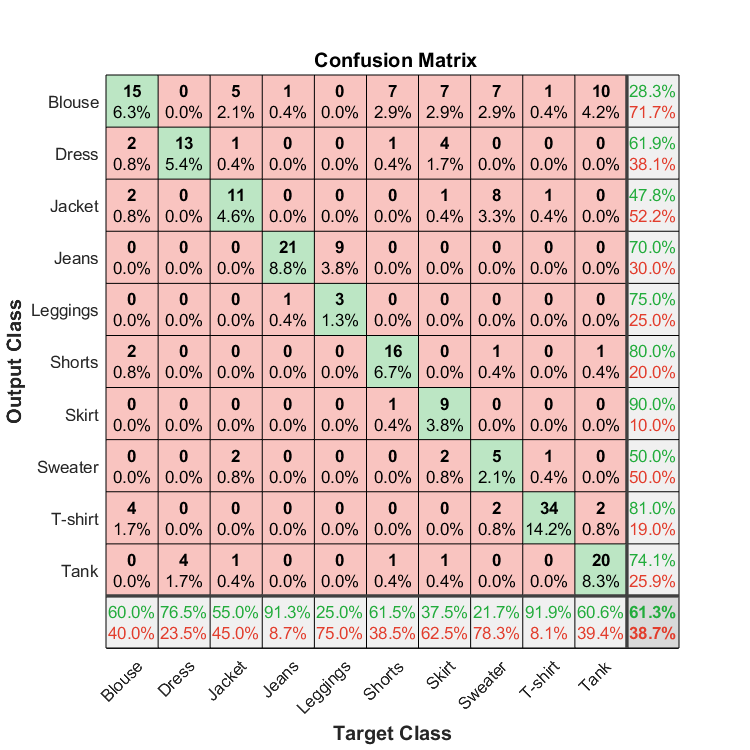 Confusion Matrix
Blouse 15 0 5 1 0 7 7 7 1 10 28.3%
6.3% 0.0% 2.1% 0.4% 0.0% 2.9% 2.9% 2.9% 0.4% 4.2% 71.7%
Dress 2 13 1 0 0 1 4 0 0 0 61.9%
0.8% 5.4% 0.4% 0.0% 0.0% 0.4% 1.7% 0.0% 0.0% 0.0% 38.1%
Jacket 2 0 11 0 0 0 1 8 1 0 47.8%
0.8% 0.0% 4.6% 0.0% 0.0% 0.0% 0.4% 3.3% 0.4% 0.0% 52.2%
Jeans 0 0 0 21 9 0 0 0 0 0 70.0%
0.0% 0.0% 0.0% 8.8% 3.8% 0.0% 0.0% 0.0% 0.0% 0.0% 30.0%
Leggings 0 0 0 1 3 0 0 0 0 0 75.0%
0.0% 0.0% 0.0% 0.4% 1.3% 0.0% 0.0% 0.0% 0.0% 0.0% 25.0%
Shorts 2 0 0 0 0 16 0 1 0 1 80.0%
0.8% 0.0% 0.0% 0.0% 0.0% 6.7% 0.0% 0.4% 0.0% 0.4% 20.0%
Skirt 0 0 0 0 0 1 9 0 0 0 90.0%
0.0% 0.0% 0.0% 0.0% 0.0% 0.4% 3.8% 0.0% 0.0% 0.0% 10.0%
Sweater 0 0 2 0 0 0 2 5 1 0 50.0%
0.0% 0.0% 0.8% 0.0% 0.0% 0.0% 0.8% 2.1% 0.4% 0.0% 50.0%
T-shirt 4 0 0 0 0 0 0 2 34 2 81.0%
1.7% 0.0% 0.0% 0.0% 0.0% 0.0% 0.0% 0.8% 14.2% 0.8% 19.0%
Tank 0 4 1 0 0 1 1 0 0 20 74.1%
0.0% 1.7% 0.4% 0.0% 0.0% 0.4% 0.4% 0.0% 0.0% 8.3% 25.9%
60.0% 76.5% 55.0% 91.3% 25.0% 61.5% 37.5% 21.7% 91.9% 60.6% 61.3%
40.0% 23.5% 45.0% 8.7% 75.0% 38.5% 62.5% 78.3% 8.1% 39.4% 38.7%
Blouse Dress Jacket Jeans Leggings Shorts Skirt Sweater T-shirt Tank
Target Class
Output Class